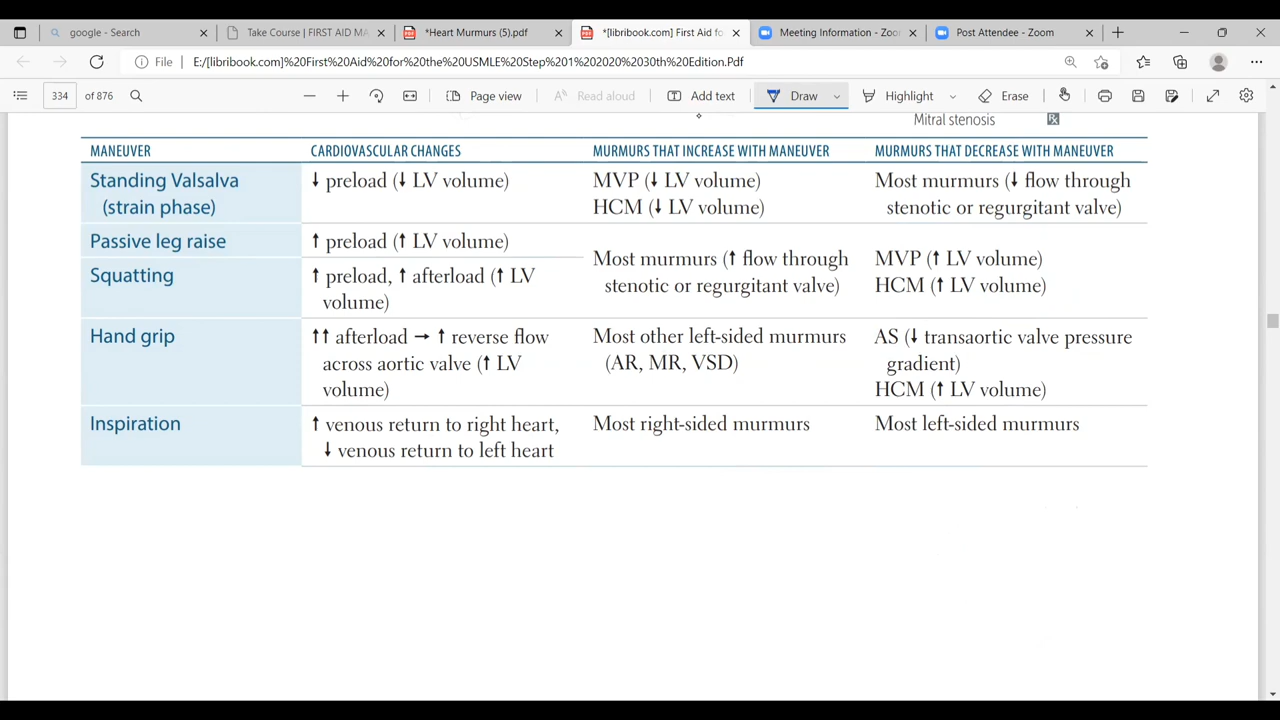 google - Search
Take Course | FIRST AID MA
*Heart Murmurs (5).pdf
*[libribook.com] First Aid fo
Meeting Information - Zoo
Post Attendee - Zoom
File
E:/[libribook.com]%20First%20Aid%20for%20the%20USMLE%20Step%201%202020%2030th%20Edition.Pdf
334 of 876
Page view
Read aloud
Add text
Draw
Highlight
Erase
Mitral stenosis
Rx
MANEUVER
CARDIOVASCULAR CHANGES
MURMURS THAT INCREASE WITH MANEUVER
MURMURS THAT DECREASE WITH MANEUVER
Standing Valsalva
(strain phase)
↓ preload (↓ LV volume)
MVP (↓ LV volume)
HCM (↓ LV volume)
Most murmurs (↓ flow through
stenotic or regurgitant valve)
Passive leg raise
↑ preload (↑ LV volume)
Most murmurs (↑ flow through
stenotic or regurgitant valve)
MVP (↑ LV volume)
HCM (↑ LV volume)
Squatting
↑ preload, ↑ afterload (↑ LV
volume)
Hand grip
↑↑ afterload → ↑ reverse flow
across aortic valve (↑ LV
volume)
Most other left-sided murmurs
(AR, MR, VSD)
AS (↓ transaortic valve pressure
gradient)
HCM (↑ LV volume)
Inspiration
↑ venous return to right heart,
↓ venous return to left heart
Most right-sided murmurs
Most left-sided murmurs